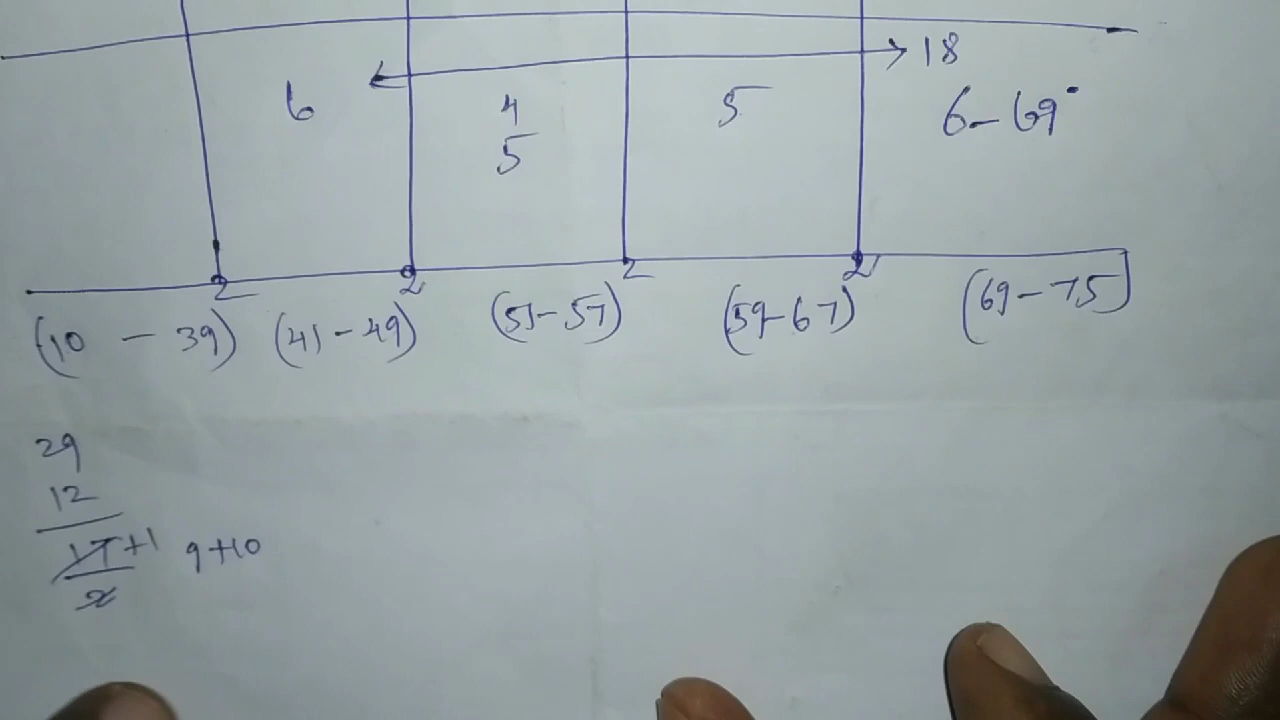 18
6 4 5 6-69
5
2 2 2 2
(10 - 39) (41-49) (51-57) (59-67) (69-75)
29
12
17+1 9+10
2